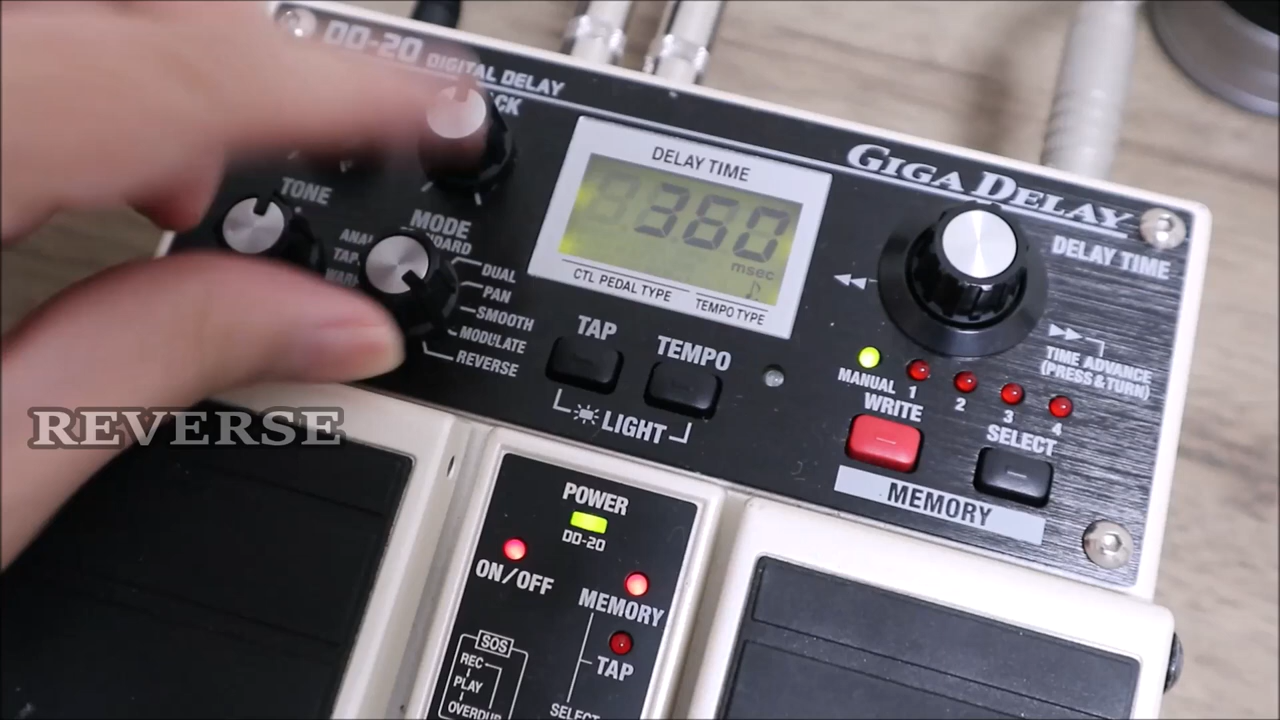 DD-20 DIGITAL DELAY
GIGA DELAY
TONE
MODE
DUAL
PAN
SMOOTH
MODULATE
REVERSE
DELAY TIME
360
msec
CTL PEDAL TYPE
TEMPO TYPE
TAP
TEMPO
LIGHT
DELAY TIME
TIME ADVANCE
(PRESS & TURN)
MANUAL 1 2 3 4
WRITE
SELECT
MEMORY
REVERSE
POWER
DD-20
ON/OFF
MEMORY
TAP
SELECT
SOS
REC
PLAY
OVERDUB